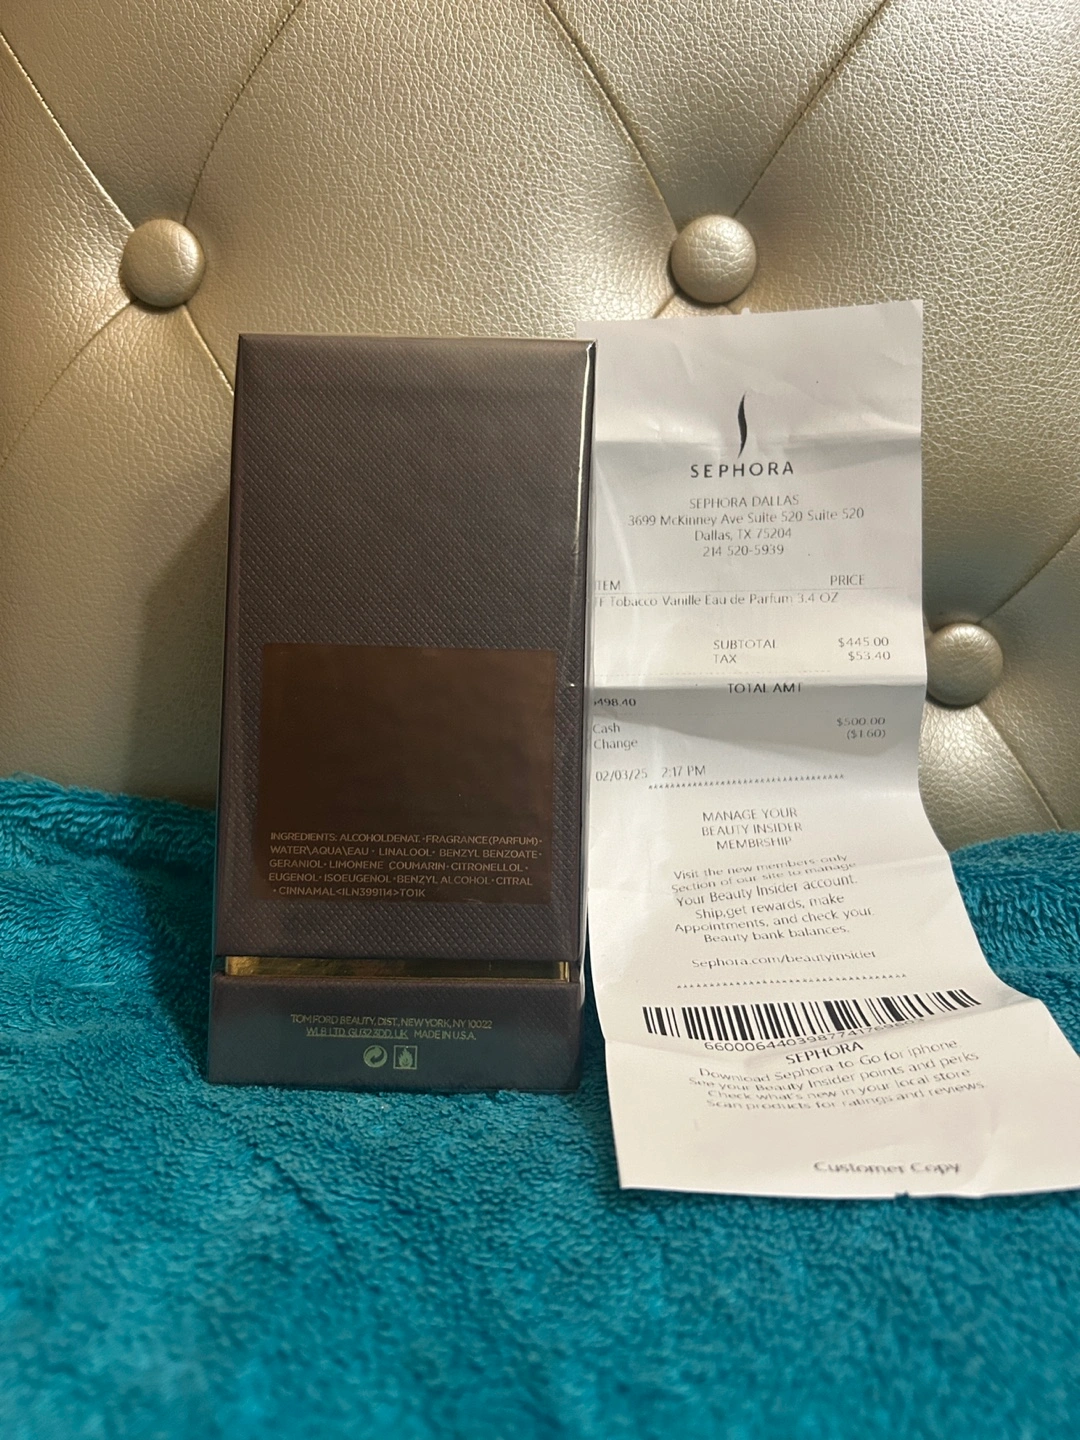 INGREDIENTS: ALCOHOLDENAT.·FRAGRANCE(PARFUM)·
WATER\AQUA\EAU · LINALOOL· BENZYL BENZOATE·
GERANIOL· LIMONENE COUMARIN·CITRONELLOL·
EUGENOL·ISOEUGENOL·BENZYL ALCOHOL·CITRAL
·CINNAMAL<ILN399114>TO1K
TOM FORD BEAUTY, DIST., NEW YORK, NY 10022
WLB LTD. GU32 3DD. UK MADE IN U.S.A.
SEPHORA
SEPHORA DALLAS
3699 McKinney Ave Suite 520 Suite 520
Dallas, TX 75204
214 520-5939
TEM PRICE
TF Tobacco Vanille Eau de Parfum 3.4 OZ
SUBTOTAL $445.00
TAX $53.40
TOTAL AMT
498.40
Cash $500.00
Change ($1.60)
02/03/25 2:17 PM
MANAGE YOUR
BEAUTY INSIDER
MEMBRSHIP
Visit the new members-only
Section of our site to manage
Your Beauty Insider account.
Ship,get rewards, make
Appointments, and check your
Beauty bank balances.
Sephora.com/beautyinsider
SEPHORA
Download Sephora to Go for iphone
See your Beauty Insider points and perks
Check what's new in your local store
Scan products for ratings and reviews.
Customer Copy